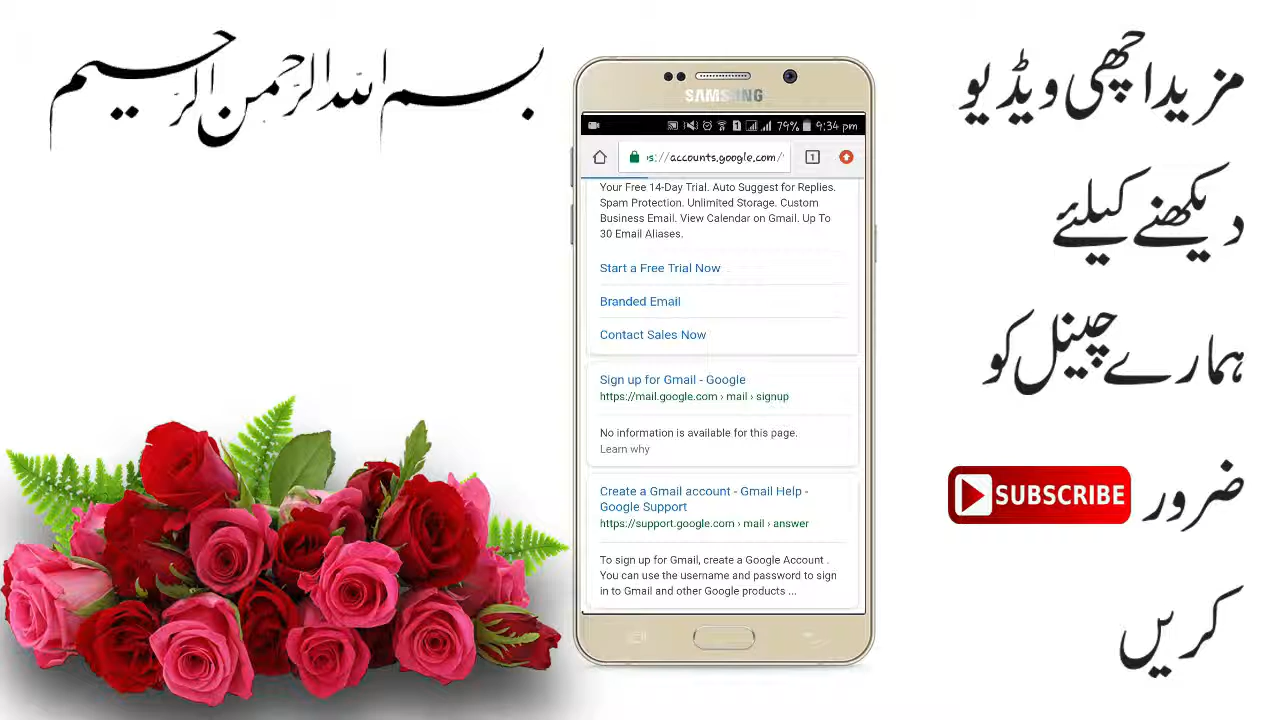 بسم الله الرحمن الرحیم
SAMSUNG
79% 9:34 pm
s://accounts.google.com/
1
Your Free 14-Day Trial. Auto Suggest for Replies.
Spam Protection. Unlimited Storage. Custom
Business Email. View Calendar on Gmail. Up To
30 Email Aliases.
Start a Free Trial Now
Branded Email
Contact Sales Now
Sign up for Gmail - Google
https://mail.google.com › mail › signup
No information is available for this page.
Learn why
Create a Gmail account - Gmail Help -
Google Support
https://support.google.com › mail › answer
To sign up for Gmail, create a Google Account .
You can use the username and password to sign
in to Gmail and other Google products ...
مزید اچھی ویڈیو
دیکھنے کیلئے
ہمارے چینل کو
ضرور SUBSCRIBE
کریں